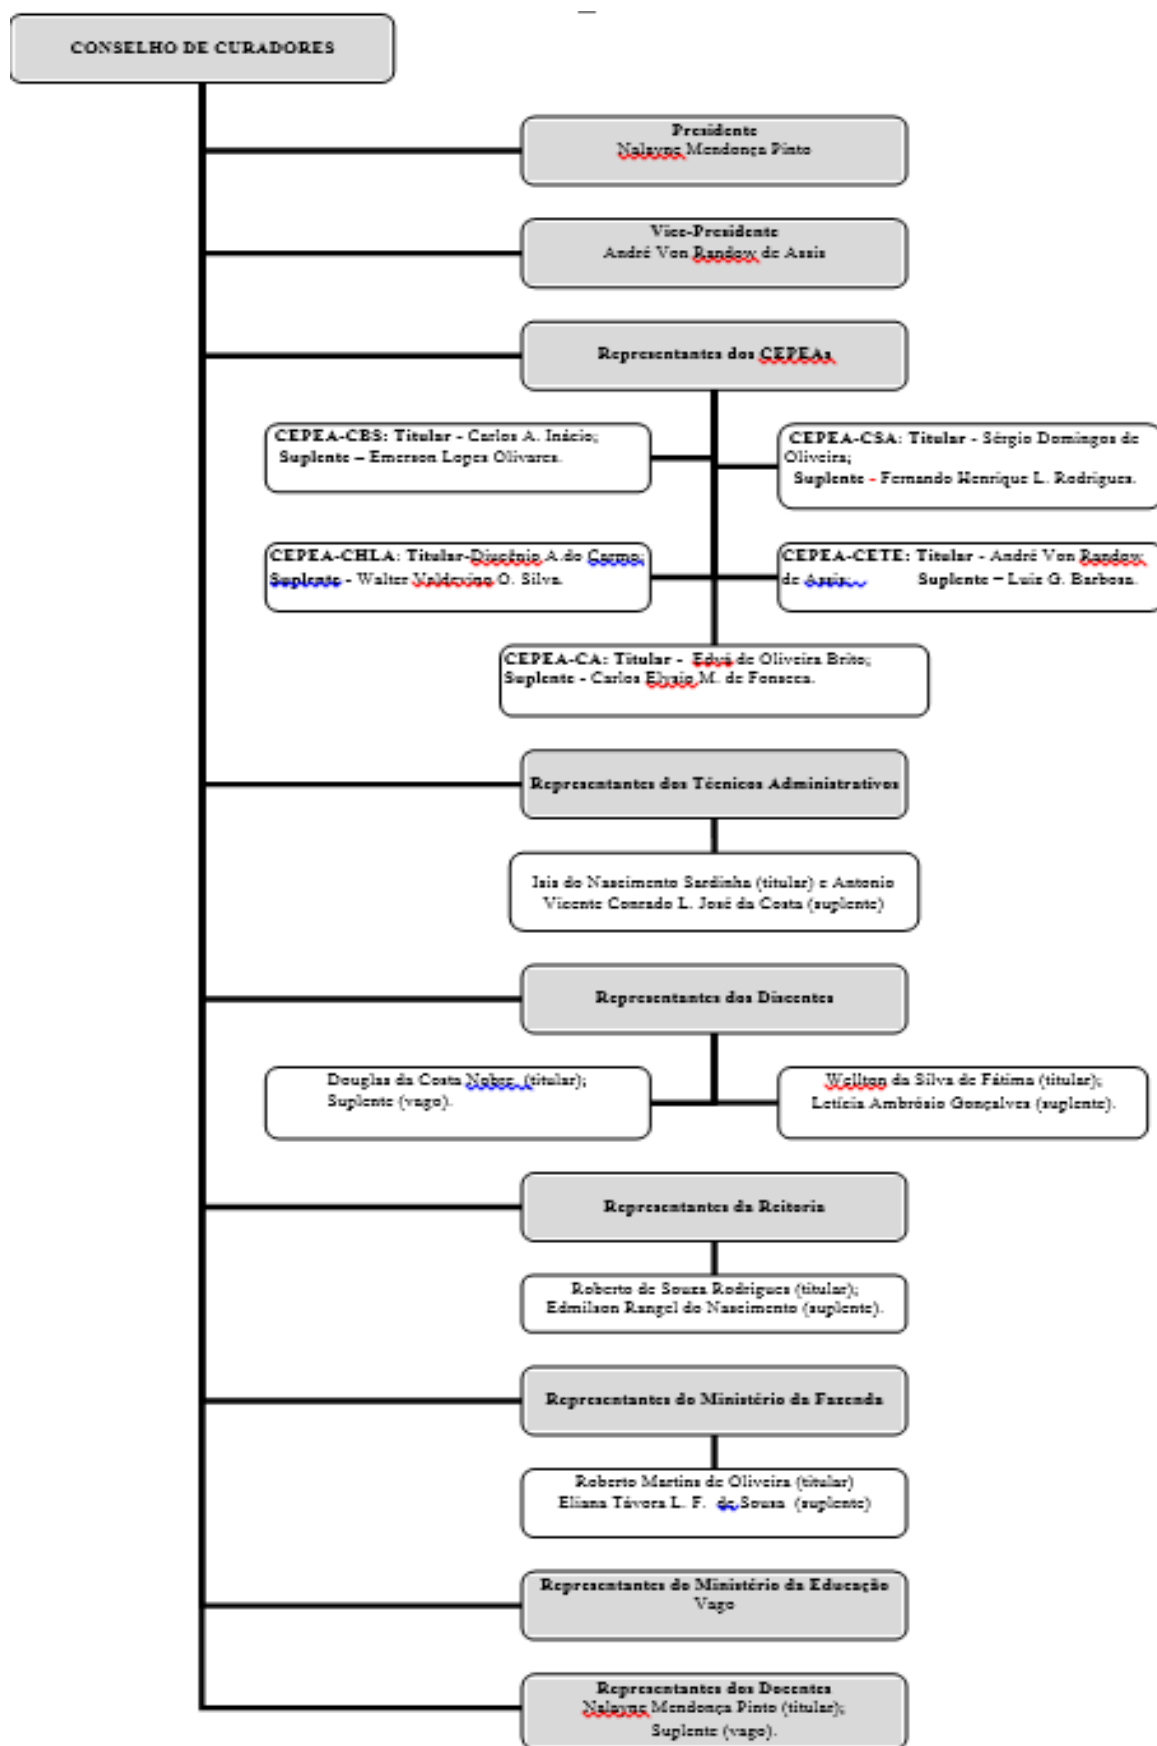 CONSELHO DE CURADORES
Presidente
Nalayne Mendonça Pinto
Vice-Presidente
André Von Randow de Assis
Representantes dos CEPEAs
CEPEA-CBS: Titular - Carlos A. Inácio;
Suplente – Emerson Lopes Olivares.
CEPEA-CSA: Titular - Sérgio Domingos de
Oliveira;
Suplente - Fernando Henrique L. Rodrigues.
CEPEA-CHLA: Titular-Diucênio A.do Carmo;
Suplente - Walter Valdevino O. Silva.
CEPEA-CETE: Titular - André Von Randow
de Assis; Suplente – Luiz G. Barbosa.
CEPEA-CA: Titular - Edvá de Oliveira Brito;
Suplente - Carlos Elysio M. de Fonseca.
Representantes dos Técnicos Administrativos
Isis do Nascimento Sardinha (titular) e Antonio
Vicente Conrado L. José da Costa (suplente)
Representantes dos Discentes
Douglas da Costa Nobre (titular);
Suplente (vago).
Wellton da Silva de Fátima (titular);
Letícia Ambrósio Gonçalves (suplente).
Representantes da Reitoria
Roberto de Souza Rodrigues (titular);
Edmilson Rangel do Nascimento (suplente).
Representantes do Ministério da Fazenda
Roberto Martins de Oliveira (titular)
Eliana Távora L. F. de Sousa (suplente)
Representantes do Ministério da Educação
Vago
Representantes dos Docentes
Nalayne Mendonça Pinto (titular);
Suplente (vago).